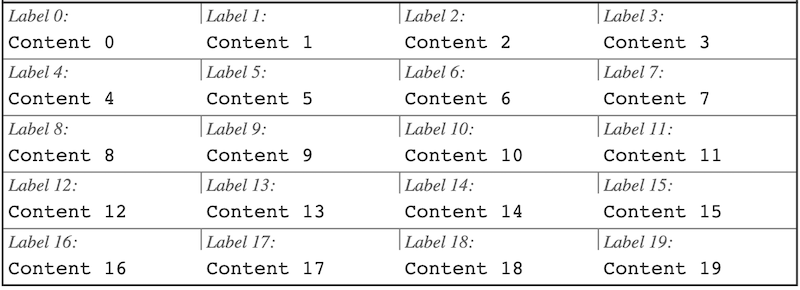 Label 0: Label 1: Label 2: Label 3:
Content 0 Content 1 Content 2 Content 3
Label 4: Label 5: Label 6: Label 7:
Content 4 Content 5 Content 6 Content 7
Label 8: Label 9: Label 10: Label 11:
Content 8 Content 9 Content 10 Content 11
Label 12: Label 13: Label 14: Label 15:
Content 12 Content 13 Content 14 Content 15
Label 16: Label 17: Label 18: Label 19:
Content 16 Content 17 Content 18 Content 19